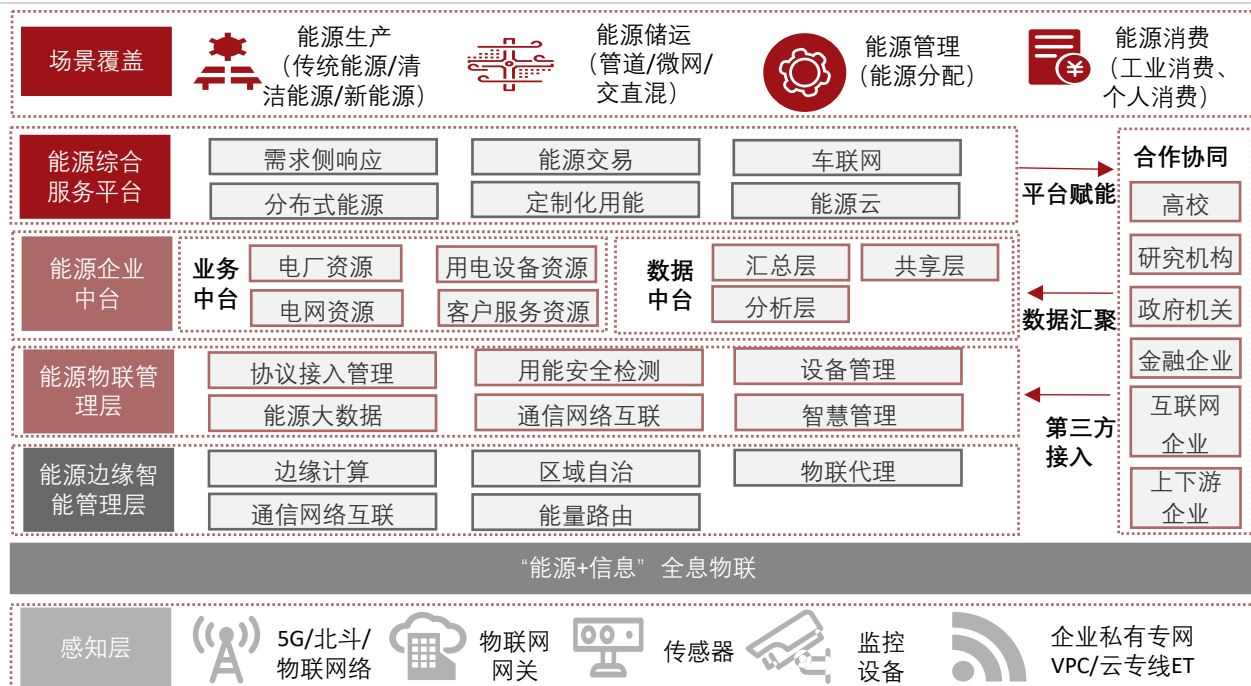 场景覆盖
能源生产
（传统能源/清
洁能源/新能源）
能源储运
（管道/微网/
交直混）
能源管理
（能源分配）
能源消费
（工业消费、
个人消费）
能源综合
服务平台
需求侧响应
能源交易
车联网
分布式能源
定制化用能
能源云
平台赋能
合作协同
高校
研究机构
政府机关
金融企业
互联网
企业
上下游
企业
能源企业
中台
业务
中台
电厂资源
用电设备资源
电网资源
客户服务资源
数据
中台
汇总层
共享层
分析层
数据汇聚
能源物联管
理层
协议接入管理
用能安全检测
设备管理
能源大数据
通信网络互联
智慧管理
第三方
接入
能源边缘智
能管理层
边缘计算
区域自治
物联代理
通信网络互联
能量路由
“能源+信息” 全息物联
感知层
5G/北斗/
物联网络
物联网
网关
传感器
监控
设备
企业私有专网
VPC/云专线ET